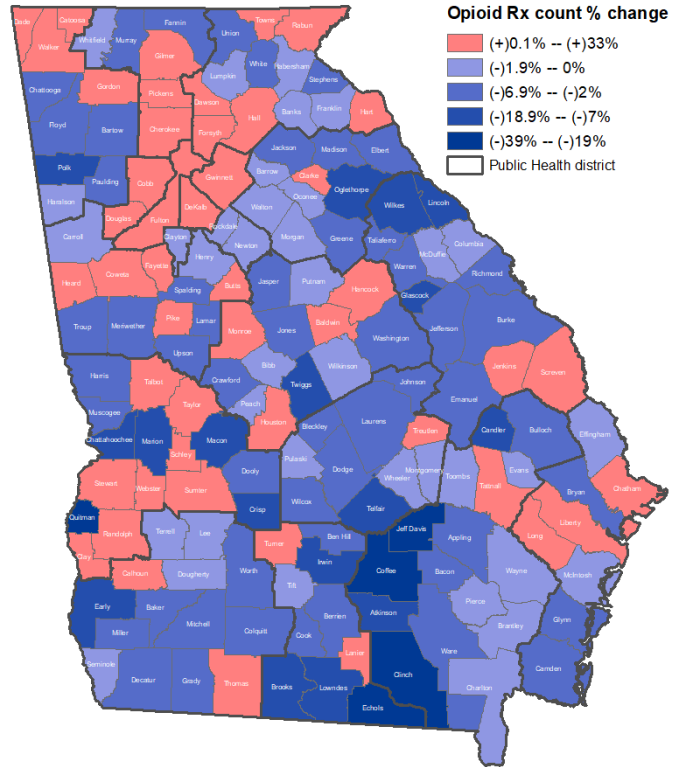 Opioid Rx count % change
(+)0.1% -- (+)33%
(-)1.9% -- 0%
(-)6.9% -- (-)2%
(-)18.9% -- (-)7%
(-)39% -- (-)19%
Public Health district
Dade Catoosa Fannin Towns Rabun
Walker Whitfield Murray Union
Gilmer White Habersham
Lumpkin Stephens
Chattooga Gordon Pickens Dawson Banks Franklin Hart
Floyd Bartow Cherokee Forsyth Hall
Jackson Madison Elbert
Polk Paulding Cobb Gwinnett Barrow Clarke Oglethorpe
Haralson DeKalb Walton Oconee Wilkes Lincoln
Douglas Fulton Rockdale
Carroll Clayton Newton Morgan Greene Taliaferro McDuffie Columbia
Fayette Henry Warren Richmond
Heard Coweta Spalding Butts Jasper Putnam Hancock Glascock
Troup Meriwether Pike Lamar Monroe Jones Baldwin Washington Jefferson Burke
Upson
Harris Talbot Crawford Bibb Wilkinson Jenkins Screven
Muscogee Taylor Peach Twiggs Johnson Emanuel
Chattahoochee Marion Macon Houston Bleckley Laurens Treutlen Candler Bulloch Effingham
Schley Pulaski
Stewart Webster Sumter Dooly Dodge Wheeler Montgomery Toombs Tattnall Evans Bryan Chatham
Quitman Crisp Wilcox Telfair
Randolph Terrell Lee Turner Ben Hill Jeff Davis Appling Long Liberty
Clay Calhoun Dougherty Worth Irwin Coffee Bacon Wayne McIntosh
Early Baker Tift Pierce
Miller Mitchell Colquitt Cook Berrien Atkinson Brantley Glynn
Seminole Decatur Grady Thomas Brooks Lanier Ware Camden
Lowndes Clinch Charlton
Echols